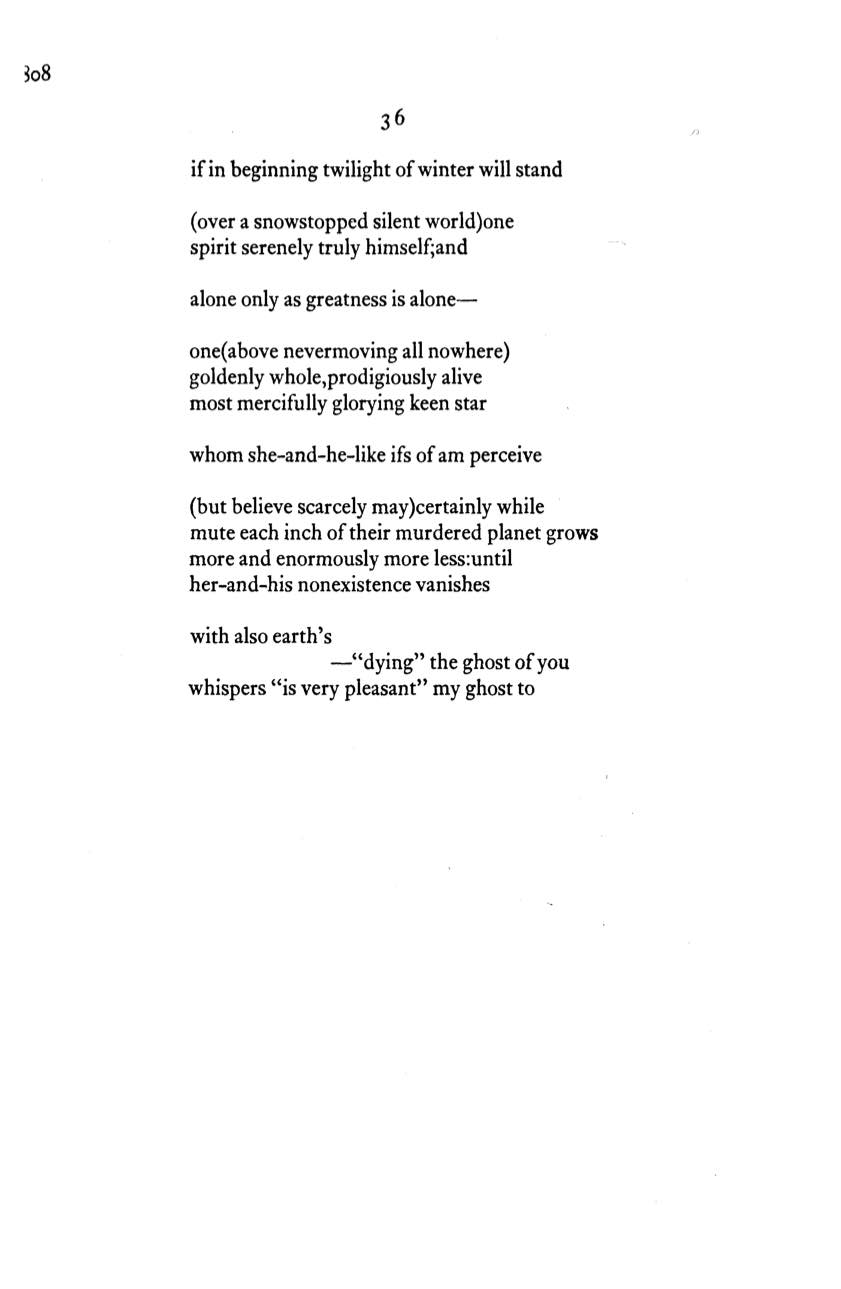 308
36
if in beginning twilight of winter will stand
(over a snowstopped silent world)one
spirit serenely truly himself;and
alone only as greatness is alone—
one(above nevermoving all nowhere)
goldenly whole,prodigiously alive
most mercifully glorying keen star
whom she-and-he-like ifs of am perceive
(but believe scarcely may)certainly while
mute each inch of their murdered planet grows
more and enormously more less:until
her-and-his nonexistence vanishes
with also earth’s
—“dying” the ghost of you
whispers “is very pleasant” my ghost to